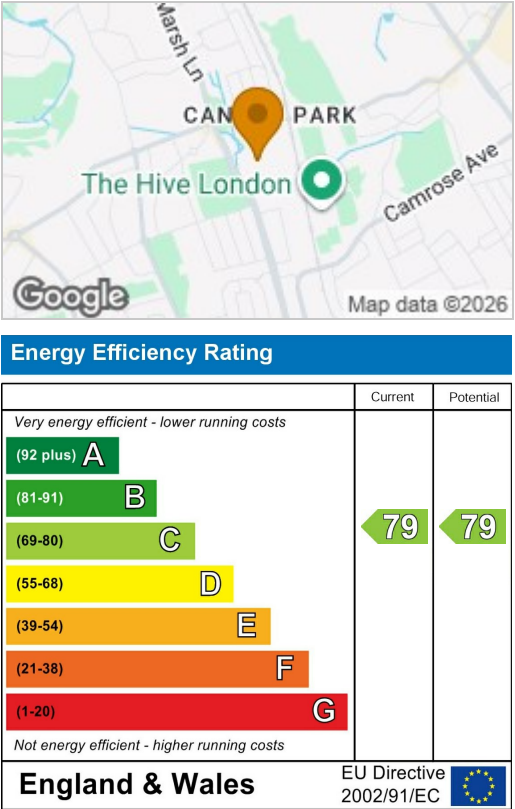 Marsh Ln
CAN PARK
The Hive London
Camrose Ave
Google
Map data ©2026
Energy Efficiency Rating
Current
Potential
Very energy efficient - lower running costs
(92 plus) A
(81-91) B
(69-80) C
79
79
(55-68) D
(39-54) E
(21-38) F
(1-20) G
Not energy efficient - higher running costs
England & Wales
EU Directive
2002/91/EC